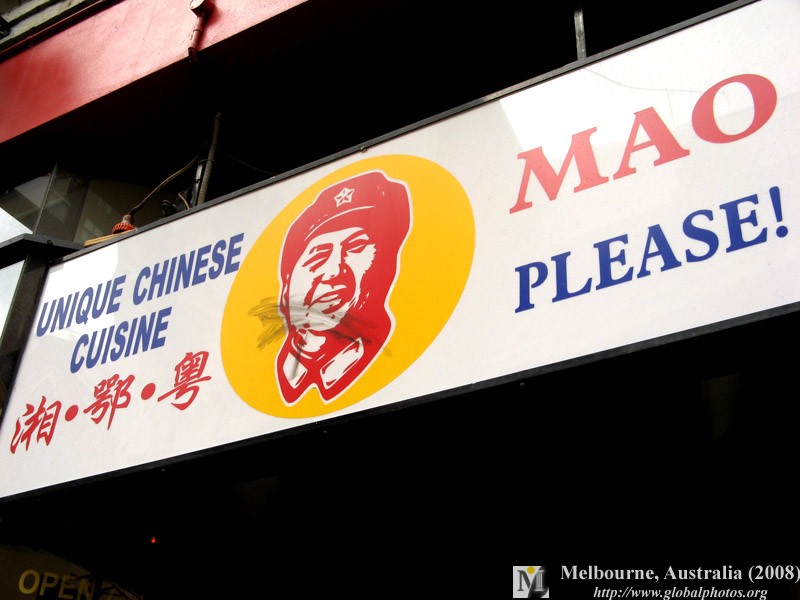 UNIQUE CHINESE
CUISINE
湘・鄂・粤
MAO
PLEASE!
OPEN
M
Melbourne, Australia (2008)
http://www.globalphotos.org